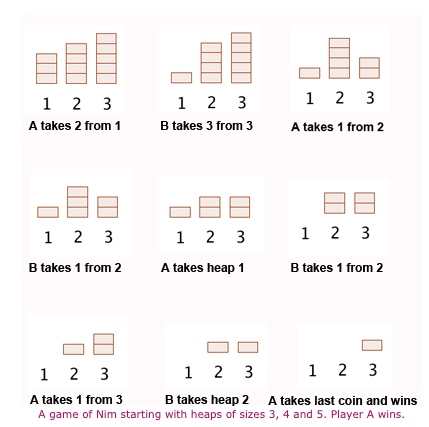 1 2 3
A takes 2 from 1
1 2 3
B takes 3 from 3
1 2 3
A takes 1 from 2
1 2 3
B takes 1 from 2
1 2 3
A takes heap 1
1 2 3
B takes 1 from 2
1 2 3
A takes 1 from 3
1 2 3
B takes heap 2
1 2 3
A takes last coin and wins
A game of Nim starting with heaps of sizes 3, 4 and 5. Player A wins.